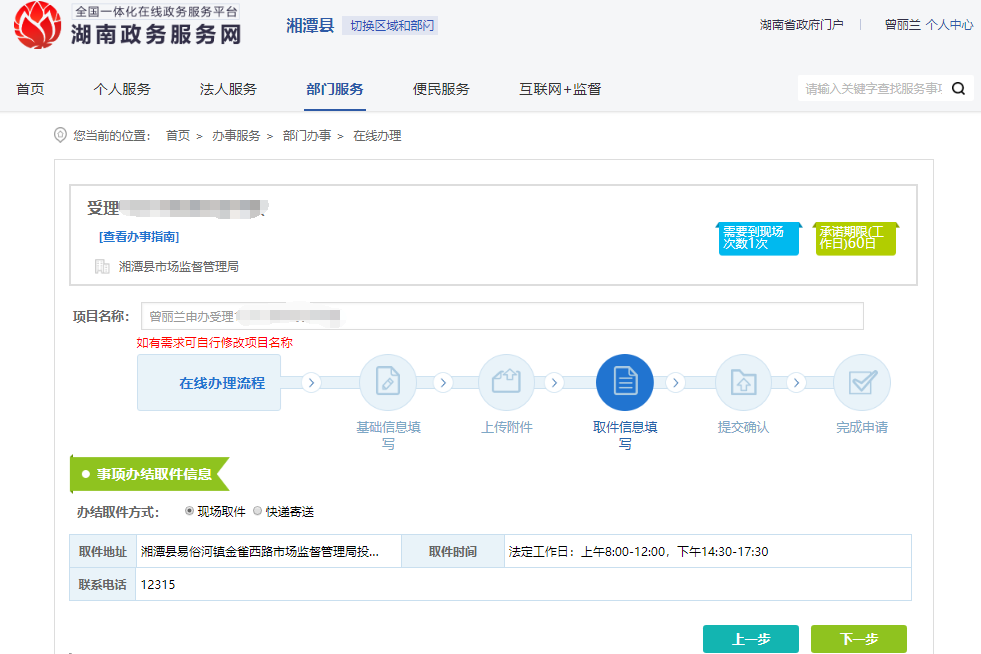 全国一体化在线政务服务平台
湖南政务服务网
湘潭县 切换区域和部门
湖南省政府门户 | 曾丽兰 个人中心
首页 个人服务 法人服务 部门服务 便民服务 互联网+监督
请输入关键字查找服务事项
您当前的位置: 首页 > 办事服务 > 部门办事 > 在线办理
受理
[查看办事指南]
湘潭县市场监督管理局
需要到现场
次数1次
承诺期限(工
作日)60日
项目名称: 曾丽兰申办受理
如有需求可自行修改项目名称
在线办理流程
基础信息填
写
上传附件
取件信息填
写
提交确认
完成申请
事项办结取件信息
办结取件方式: 现场取件 快递寄送
取件地址 湘潭县易俗河镇金雀西路市场监督管理局投... 取件时间 法定工作日: 上午8:00-12:00, 下午14:30-17:30
联系电话 12315
上一步 下一步